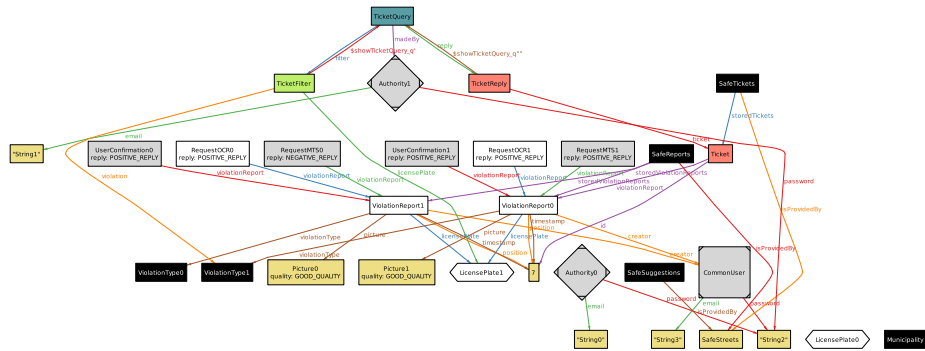 TicketQuery
madeBy
reply
$showTicketQuery_q'
$showTicketQuery_q""
filter
TicketFilter
Authority1
TicketReply
SafeTickets
storedTickets
email
ticket
"String1"
UserConfirmation0
reply: POSITIVE_REPLY
RequestOCR0
reply: POSITIVE_REPLY
RequestMTS0
reply: NEGATIVE_REPLY
UserConfirmation1
reply: POSITIVE_REPLY
RequestOCR1
reply: POSITIVE_REPLY
RequestMTS1
reply: POSITIVE_REPLY
SafeReports
Ticket
violation
violationReport
violationReport
violationReport
licensePlate
violationReport
violationReport
violationReport
storedViolationReports
storedViolationReports
violationReport
password
isProvidedBy
ViolationReport1
ViolationReport0
id
violationType
picture
violationType
licensePlate
picture
timestamp
position
licensePlate
timestamp
position
creator
creator
isProvidedBy
ViolationType0
ViolationType1
Picture0
quality: GOOD_QUALITY
Picture1
quality: GOOD_QUALITY
LicensePlate1
7
Authority0
SafeSuggestions
CommonUser
email
password
isProvidedBy
email
password
"String0"
"String3"
SafeStreets
"String2"
LicensePlate0
Municipality